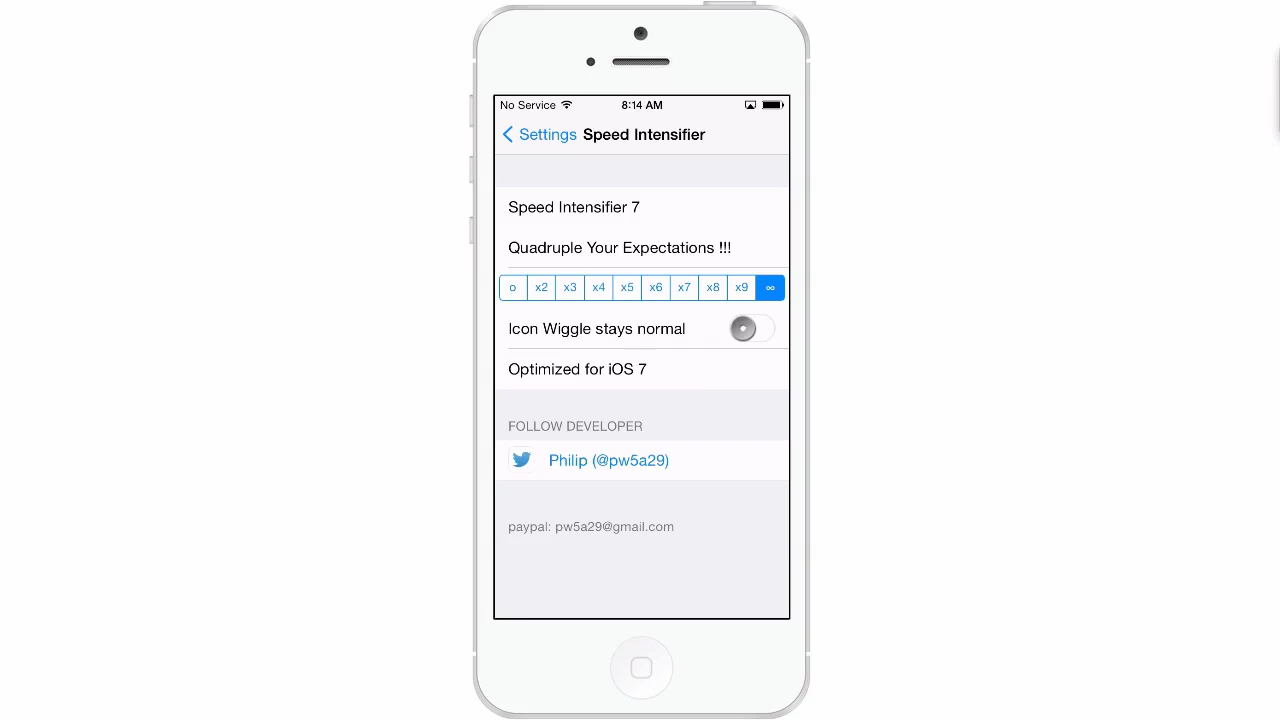 No Service 8:14 AM
Settings Speed Intensifier
Speed Intensifier 7
Quadruple Your Expectations !!!
o x2 x3 x4 x5 x6 x7 x8 x9 ∞
Icon Wiggle stays normal
Optimized for iOS 7
FOLLOW DEVELOPER
Philip (@pw5a29)
paypal: pw5a29@gmail.com